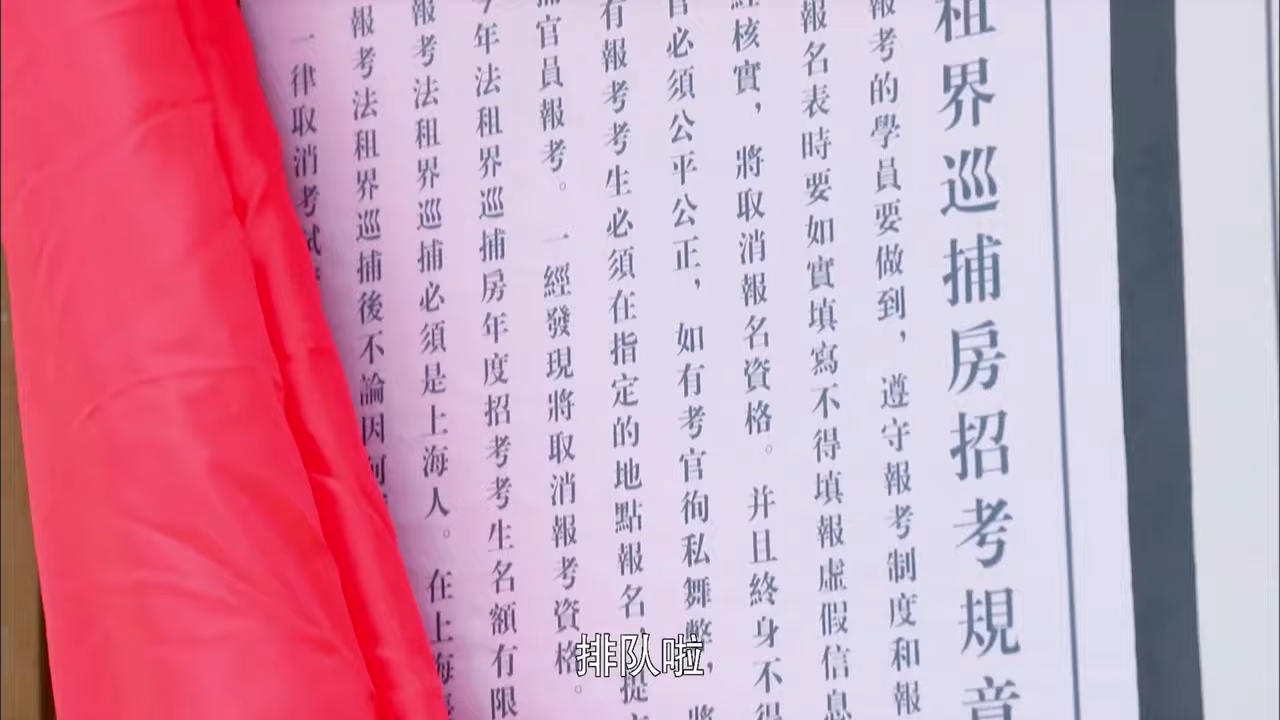 租界巡捕房招考規章
報考的學員要做到，遵守報考制度和報
報名表時要如實填寫不得填報虛假信息
經核實，將取消報名資格。并且終身不得
官必須公平公正，如有考官徇私舞弊，將
有報考考生必須在指定的地點報名，提
捕官員報考。一經發現將取消報考資格。
今年法租界巡捕房年度招考考生名額有限
報考法租界巡捕必須是上海人。在上海
報考法租界巡捕後不論因何
一律取消考試
排队啦